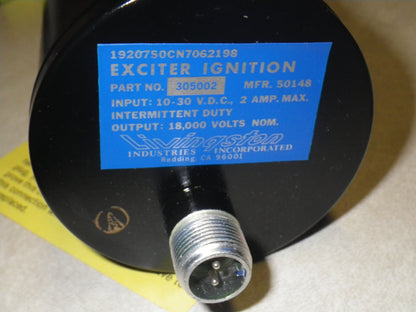 19207S0CN7062198
EXCITER IGNITION
PART NO. 305002 MFR. 50148
INPUT: 10-30 V.D.C., 2 AMP. MAX.
INTERMITTENT DUTY
OUTPUT: 18,000 VOLTS NOM.
Livingston
INDUSTRIES INCORPORATED
Redding, CA 96001